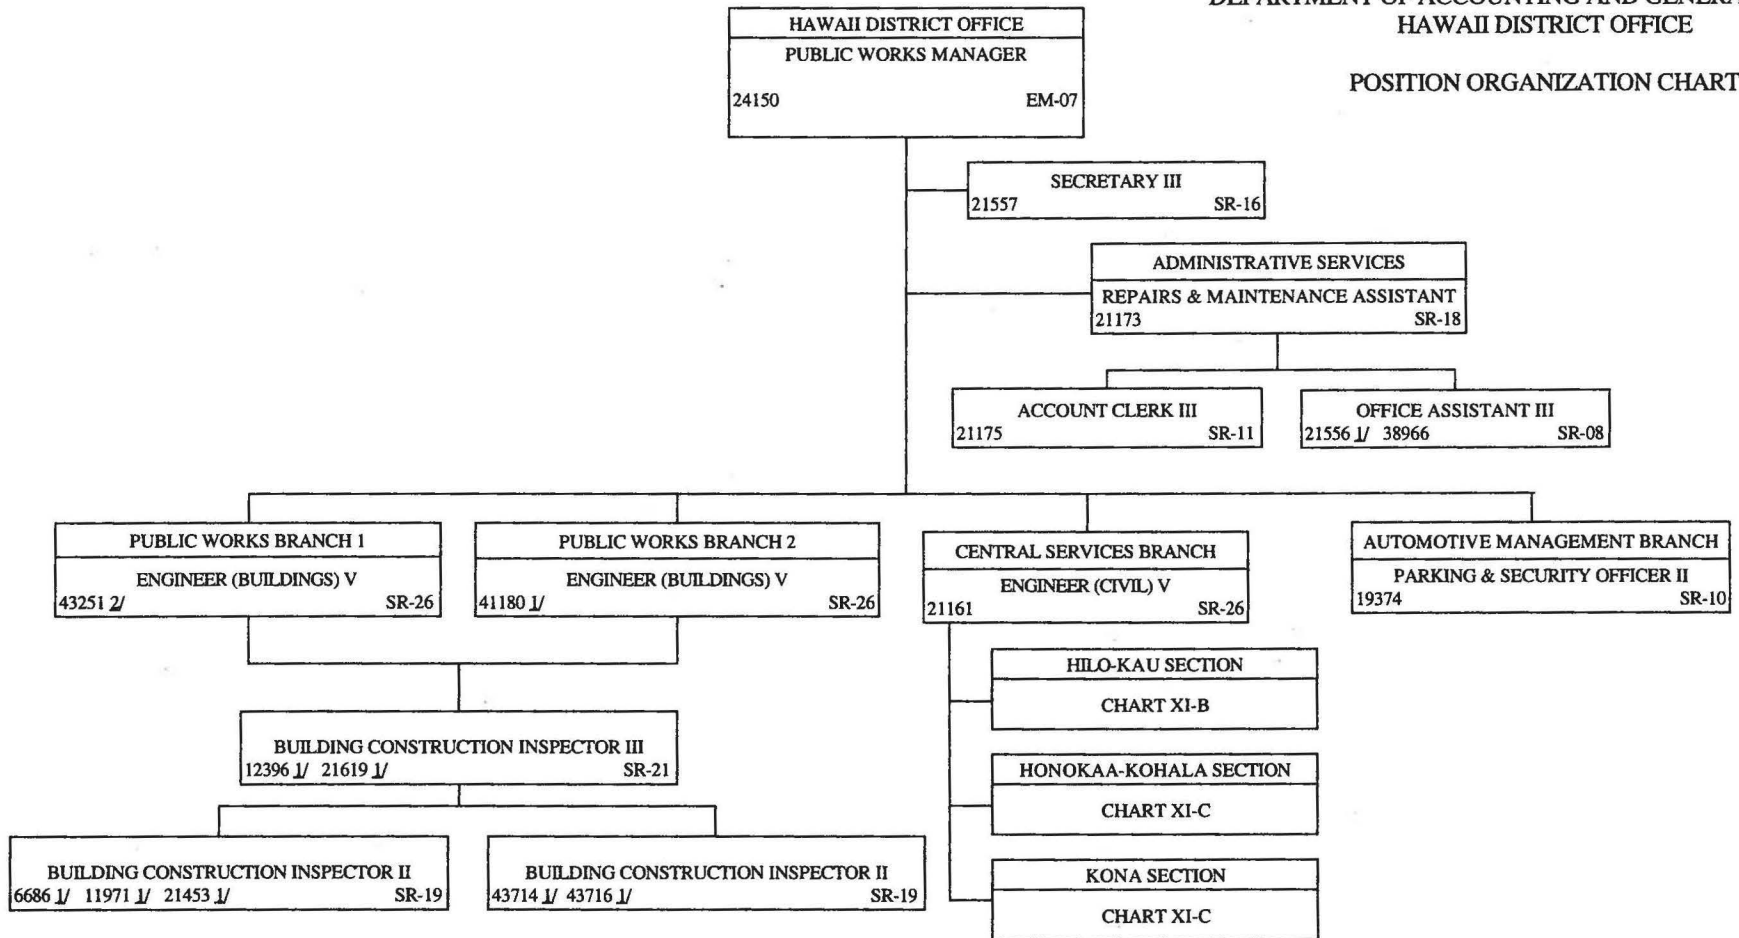 DEPARTMENT OF ACCOUNTING AND GENERA
HAWAII DISTRICT OFFICE
POSITION ORGANIZATION CHART
HAWAII DISTRICT OFFICE
PUBLIC WORKS MANAGER
24150 EM-07
SECRETARY III
21557 SR-16
ADMINISTRATIVE SERVICES
REPAIRS & MAINTENANCE ASSISTANT
21173 SR-18
ACCOUNT CLERK III
21175 SR-11
OFFICE ASSISTANT III
21556 1/ 38966 SR-08
PUBLIC WORKS BRANCH 1
ENGINEER (BUILDINGS) V
43251 2/ SR-26
PUBLIC WORKS BRANCH 2
ENGINEER (BUILDINGS) V
41180 1/ SR-26
CENTRAL SERVICES BRANCH
ENGINEER (CIVIL) V
21161 SR-26
AUTOMOTIVE MANAGEMENT BRANCH
PARKING & SECURITY OFFICER II
19374 SR-10
HILO-KAU SECTION
CHART XI-B
HONOKAA-KOHALA SECTION
CHART XI-C
KONA SECTION
CHART XI-C
BUILDING CONSTRUCTION INSPECTOR III
12396 1/ 21619 1/ SR-21
BUILDING CONSTRUCTION INSPECTOR II
6686 1/ 11971 1/ 21453 1/ SR-19
BUILDING CONSTRUCTION INSPECTOR II
43714 1/ 43716 1/ SR-19